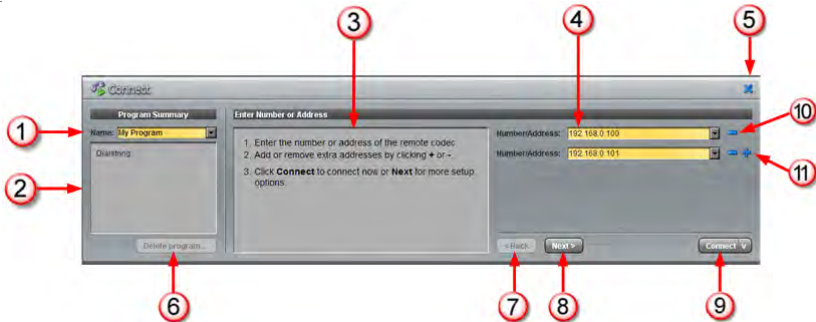 3
4
5
Connect
Program Summary
Enter Number or Address
10
1
Name: My Program
1. Enter the number or address of the remote codec
2. Add or remove extra addresses by clicking + or -
3. Click Connect to connect now or Next for more setup
options.
Number/Address: 192.168.0.100
Number/Address: 192.168.0.101
11
2
Delete program...
< Back
Next >
Connect v
6
7
8
9